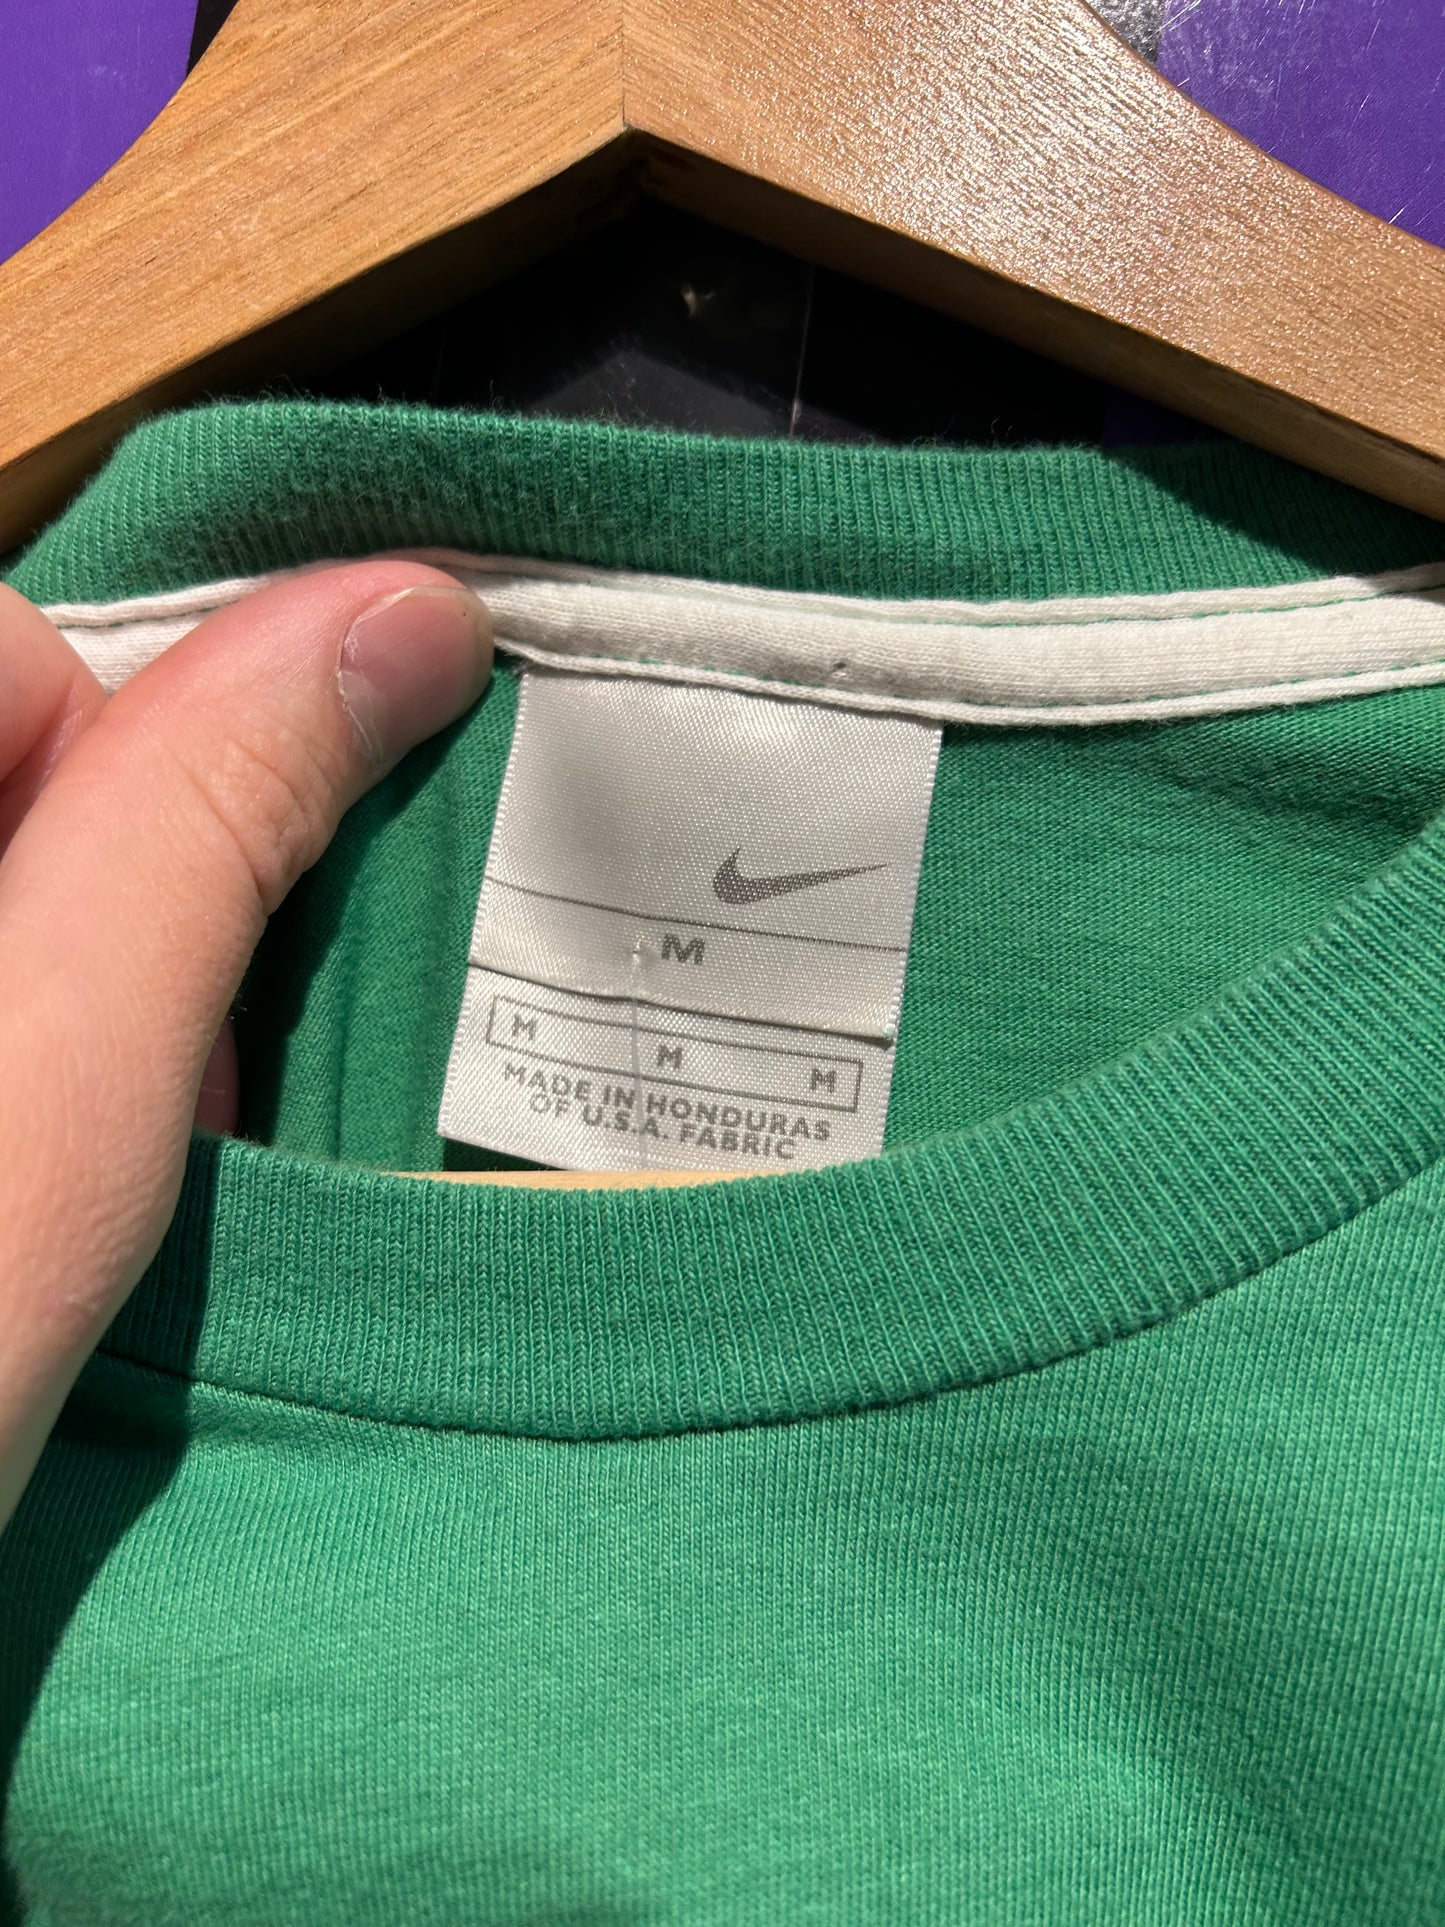 M
M M M
MADE IN HONDURAS
OF U.S.A. FABRIC